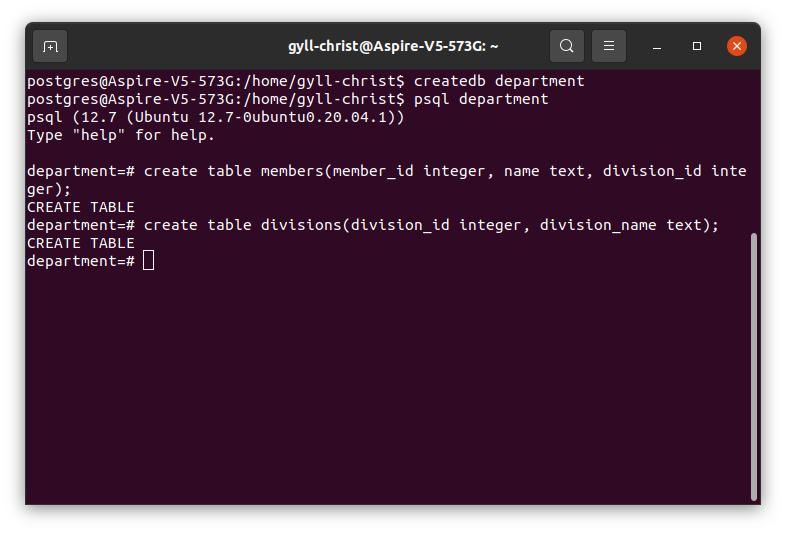 gyll-christ@Aspire-V5-573G: ~
postgres@Aspire-V5-573G:/home/gyll-christ$ createdb department
postgres@Aspire-V5-573G:/home/gyll-christ$ psql department
psql (12.7 (Ubuntu 12.7-0ubuntu0.20.04.1))
Type "help" for help.
department=# create table members(member_id integer, name text, division_id inte
ger);
CREATE TABLE
department=# create table divisions(division_id integer, division_name text);
CREATE TABLE
department=#